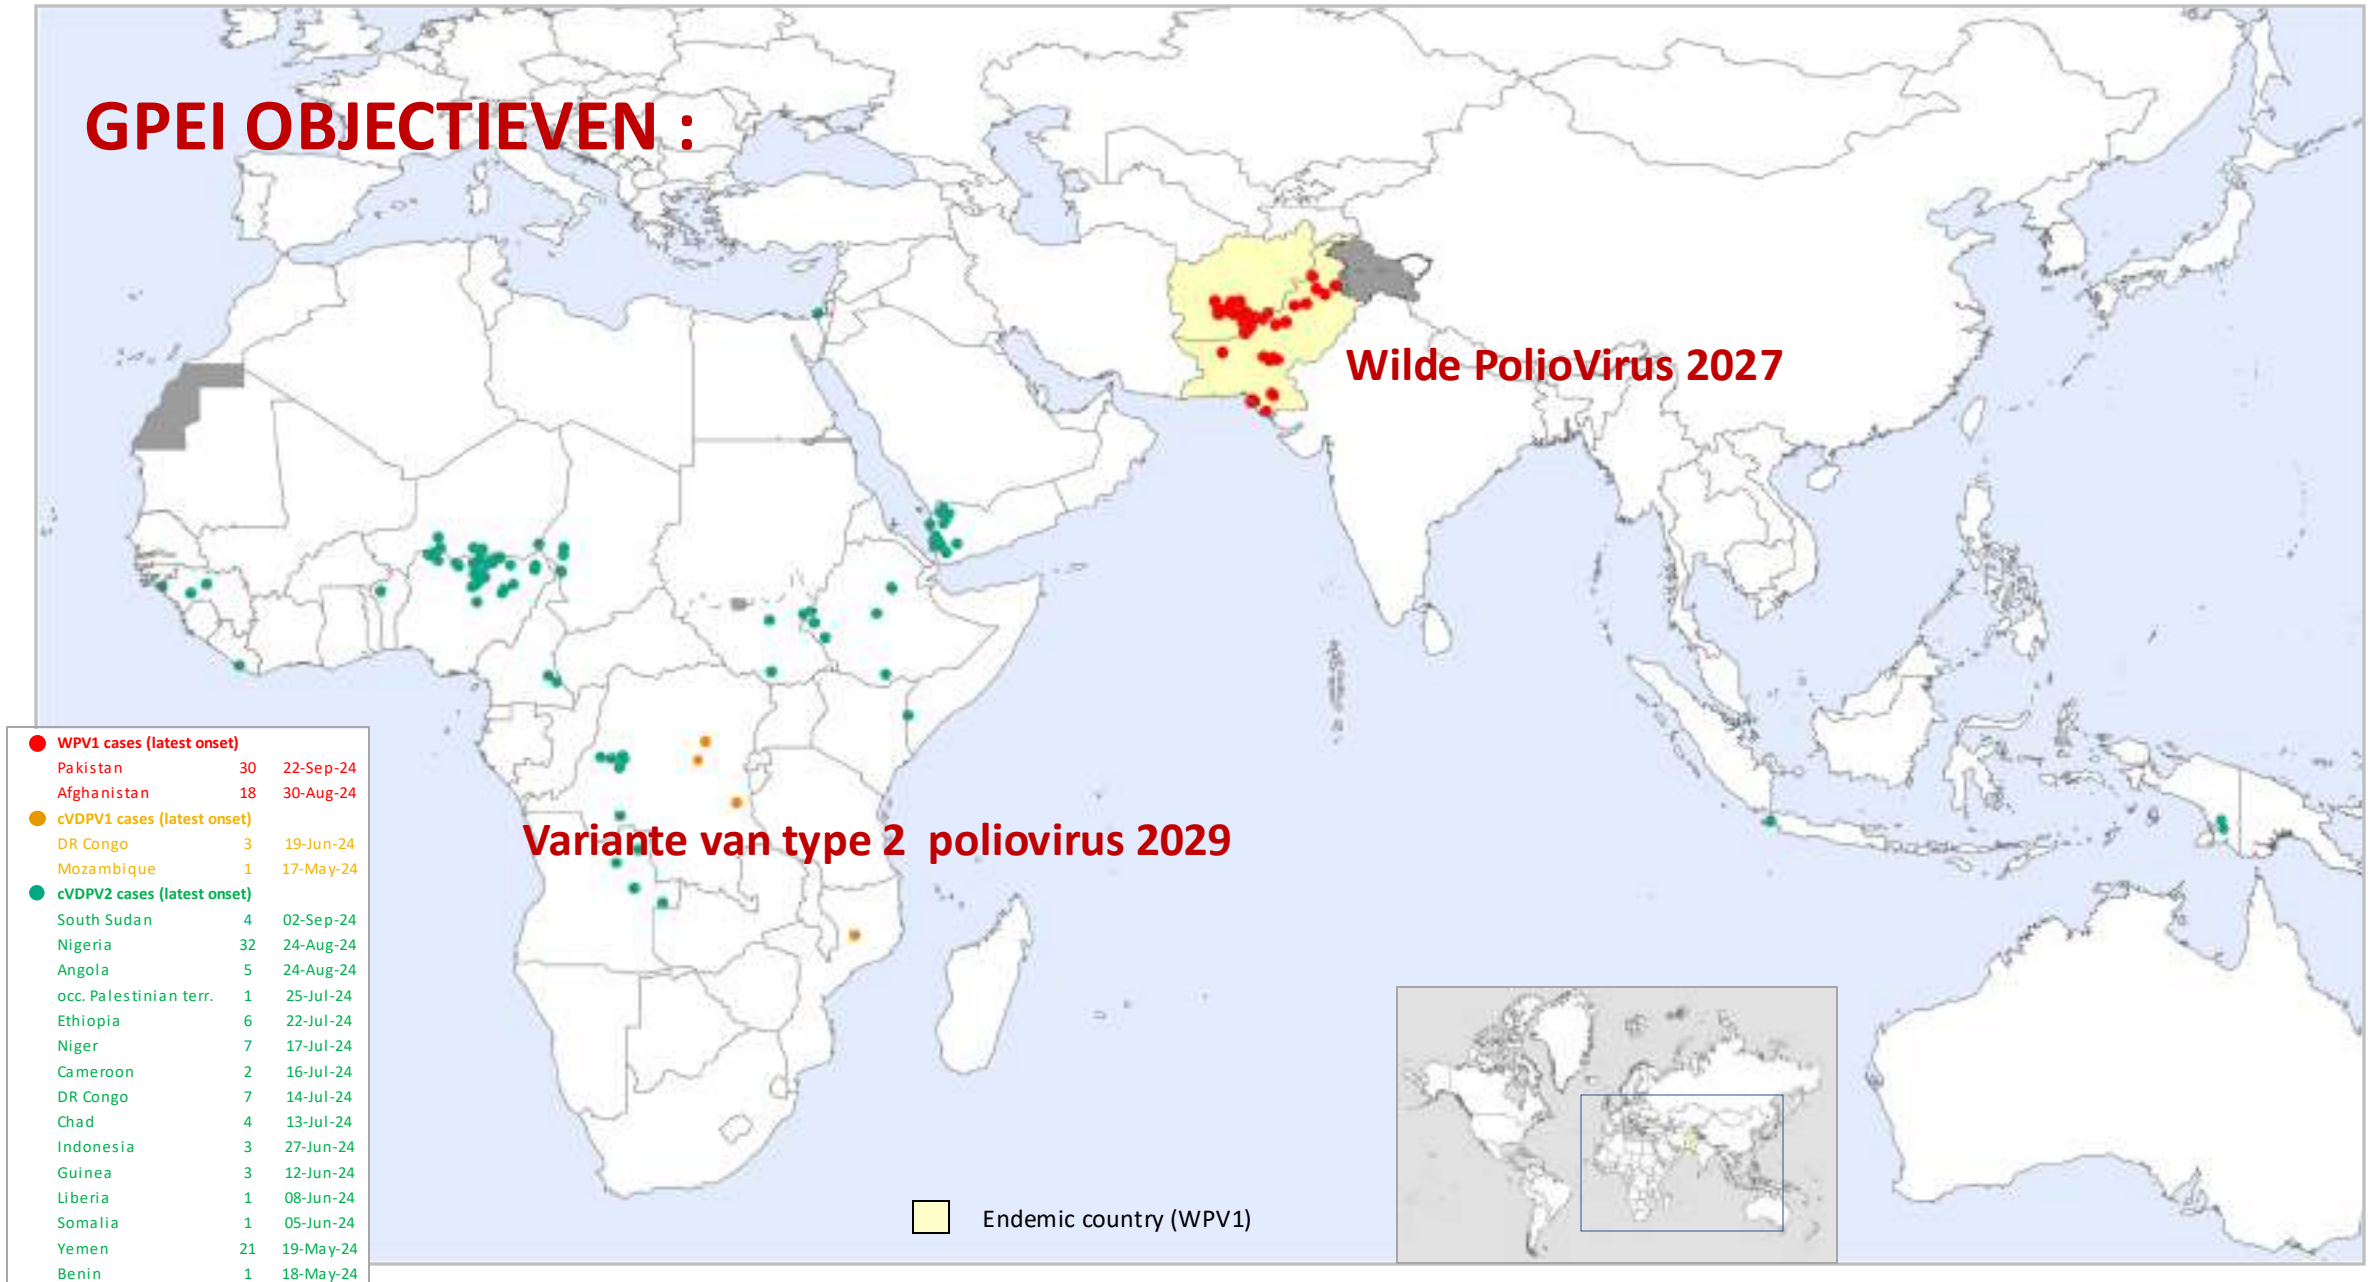 GPEI OBJECTIEVEN :
Wilde PolioVirus 2027
Variante van type 2 poliovirus 2029
WPV1 cases (latest onset)
Pakistan 30 22-Sep-24
Afghanistan 18 30-Aug-24
cVDPV1 cases (latest onset)
DR Congo 3 19-Jun-24
Mozambique 1 17-May-24
cVDPV2 cases (latest onset)
South Sudan 4 02-Sep-24
Nigeria 32 24-Aug-24
Angola 5 24-Aug-24
occ. Palestinian terr. 1 25-Jul-24
Ethiopia 6 22-Jul-24
Niger 7 17-Jul-24
Cameroon 2 16-Jul-24
DR Congo 7 14-Jul-24
Chad 4 13-Jul-24
Indonesia 3 27-Jun-24
Guinea 3 12-Jun-24
Liberia 1 08-Jun-24
Somalia 1 05-Jun-24
Yemen 21 19-May-24
Benin 1 18-May-24
Endemic country (WPV1)